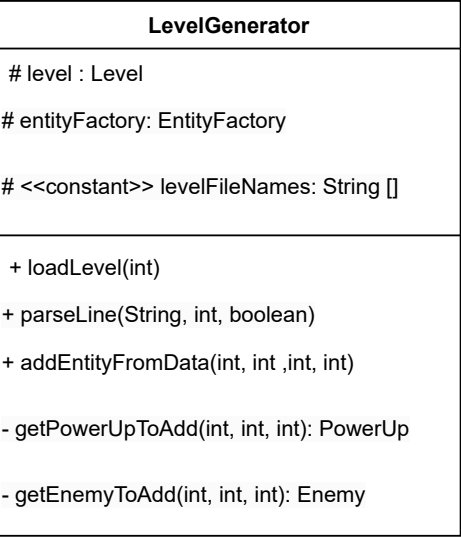 LevelGenerator
# level : Level
# entityFactory: EntityFactory
# <<constant>> levelFileNames: String []
+ loadLevel(int)
+ parseLine(String, int, boolean)
+ addEntityFromData(int, int ,int, int)
- getPowerUpToAdd(int, int, int): PowerUp
- getEnemyToAdd(int, int, int): Enemy